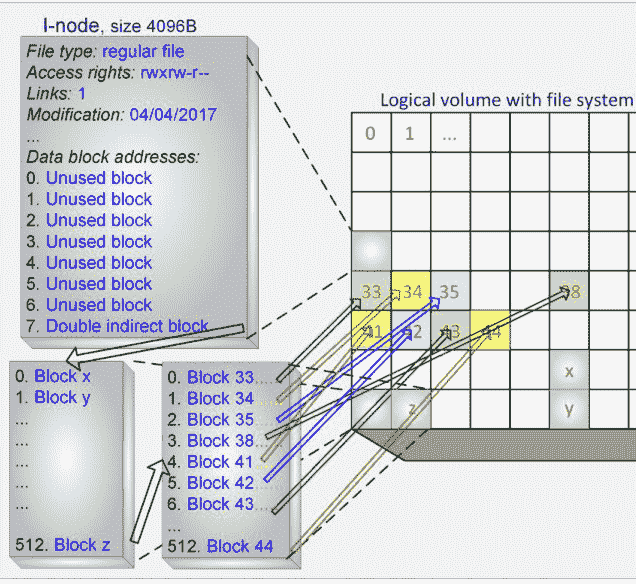 I-node, size 4096B
File type: regular file
Access rights: rwxrw-r--
Links: 1
Modification: 04/04/2017
...
Data block addresses:
0. Unused block
1. Unused block
2. Unused block
3. Unused block
4. Unused block
5. Unused block
6. Unused block
7. Double indirect block
Logical volume with file system
0 1 ...
33 34 35 38
41 42 43 44
x
z y
0. Block x
1. Block y
...
...
...
...
...
512. Block z
0. Block 33....
1. Block 34....
2. Block 35....
3. Block 38....
4. Block 41....
5. Block 42....
6. Block 43....
...
512. Block 44